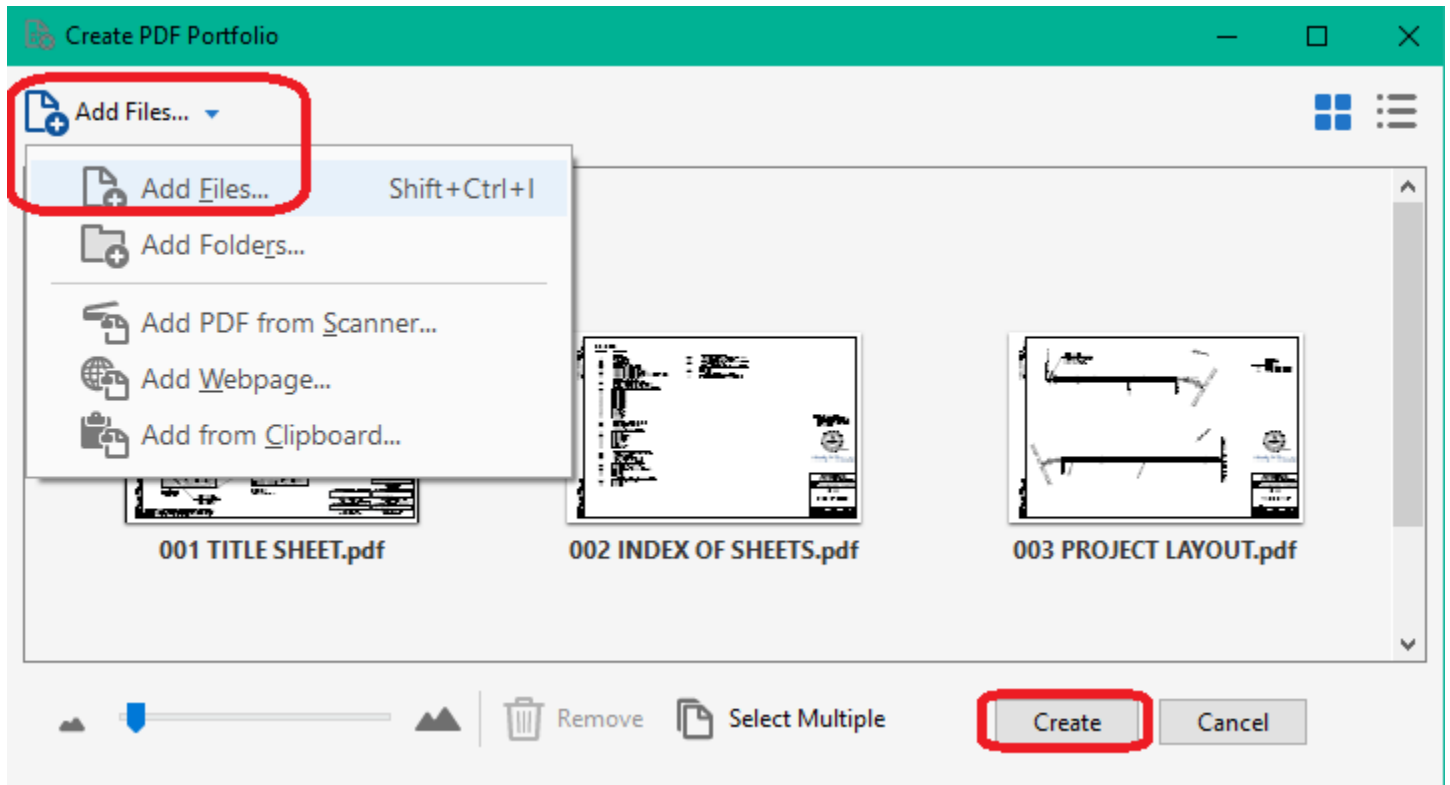 Create PDF Portfolio
Add Files...
Add Files... Shift+Ctrl+I
Add Folders...
Add PDF from Scanner...
Add Webpage...
Add from Clipboard...
001 TITLE SHEET.pdf 002 INDEX OF SHEETS.pdf 003 PROJECT LAYOUT.pdf
Remove Select Multiple Create Cancel